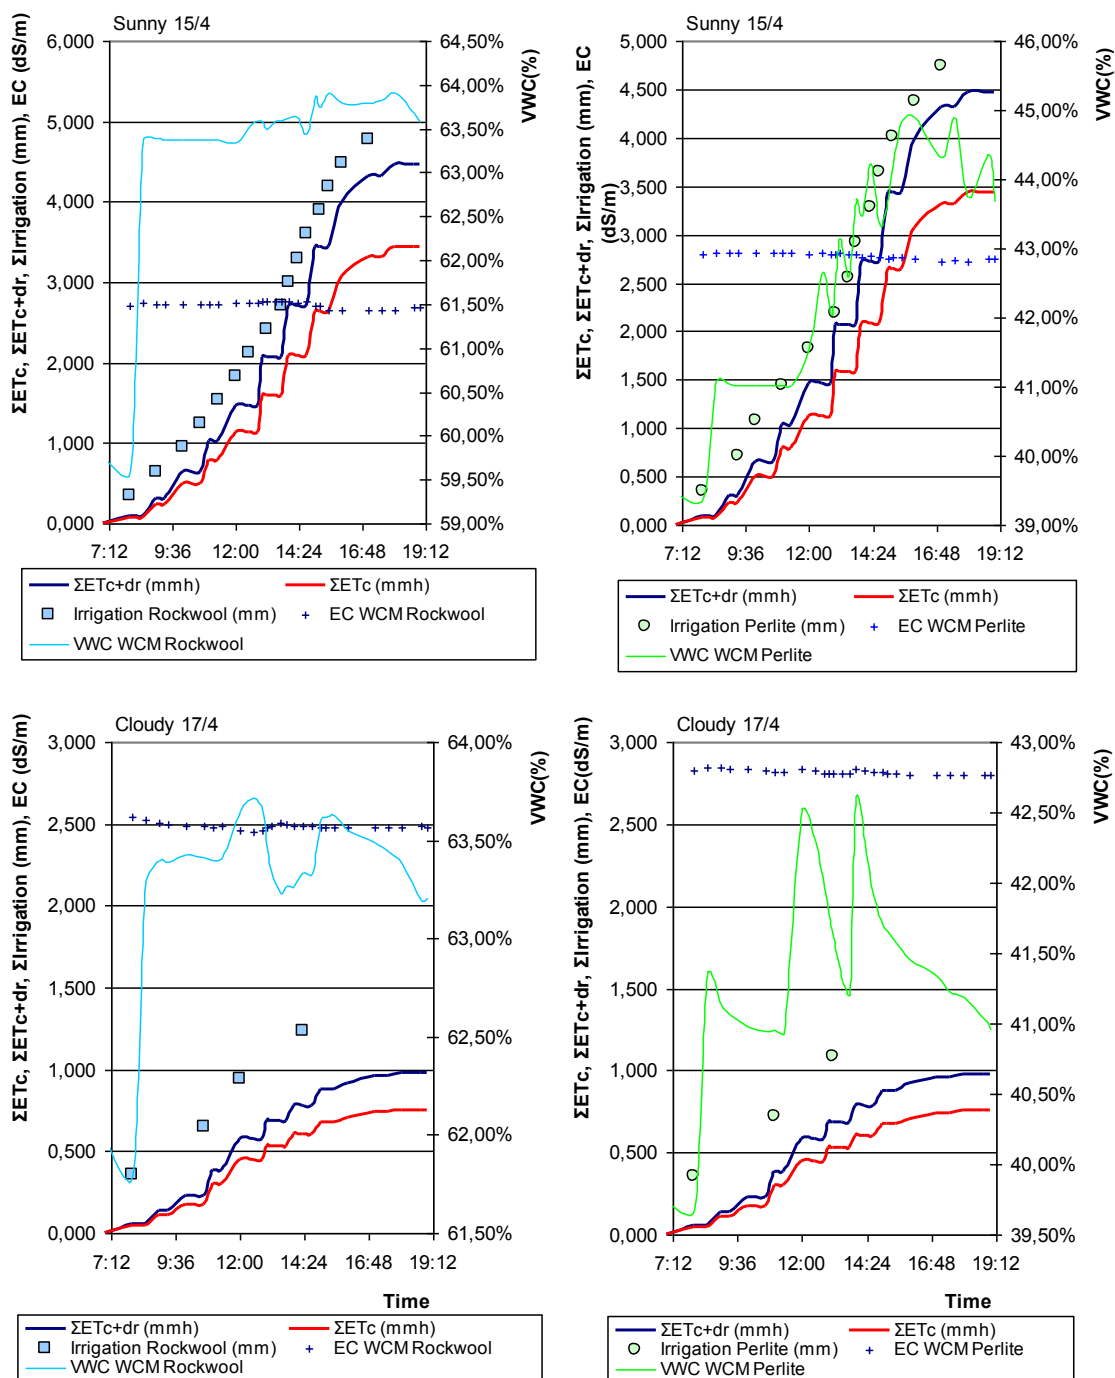 Sunny 15/4
ΣETc, ΣETc+dr, ΣIrrigation (mm), EC (dS/m)
6,000
5,000
4,000
3,000
2,000
1,000
0,000
64,50%
64,00%
63,50%
63,00%
62,50%
62,00%
61,50%
61,00%
60,50%
60,00%
59,50%
59,00%
VWC(%)
7:12 9:36 12:00 14:24 16:48 19:12
ΣETc+dr (mmh) ΣETc (mmh)
Irrigation Rockwool (mm) EC WCM Rockwool
VWC WCM Rockwool
Sunny 15/4
ΣETc, ΣETc+dr, ΣIrrigation (mm), EC
(dS/m)
5,000
4,500
4,000
3,500
3,000
2,500
2,000
1,500
1,000
0,500
0,000
46,00%
45,00%
44,00%
43,00%
42,00%
41,00%
40,00%
39,00%
VWC(%)
7:12 9:36 12:00 14:24 16:48 19:12
ΣETc+dr (mmh) ΣETc (mmh)
Irrigation Perlite (mm) EC WCM Perlite
VWC WCM Perlite
Cloudy 17/4
ΣETc, ΣETc+dr, ΣIrrigation (mm), EC (dS/m)
3,000
2,500
2,000
1,500
1,000
0,500
0,000
64,00%
63,50%
63,00%
62,50%
62,00%
61,50%
VWC(%)
7:12 9:36 12:00 14:24 16:48 19:12
Time
ΣETc+dr (mmh) ΣETc (mmh)
Irrigation Rockwool (mm) EC WCM Rockwool
VWC WCM Rockwool
Cloudy 17/4
ΣETc, ΣETc+dr, ΣIrrigation (mm), EC(dS/m)
3,000
2,500
2,000
1,500
1,000
0,500
0,000
43,00%
42,50%
42,00%
41,50%
41,00%
40,50%
40,00%
39,50%
VWC(%)
7:12 9:36 12:00 14:24 16:48 19:12
Time
ΣETc+dr (mmh) ΣETc (mmh)
Irrigation Perlite (mm) EC WCM Perlite
VWC WCM Perlite